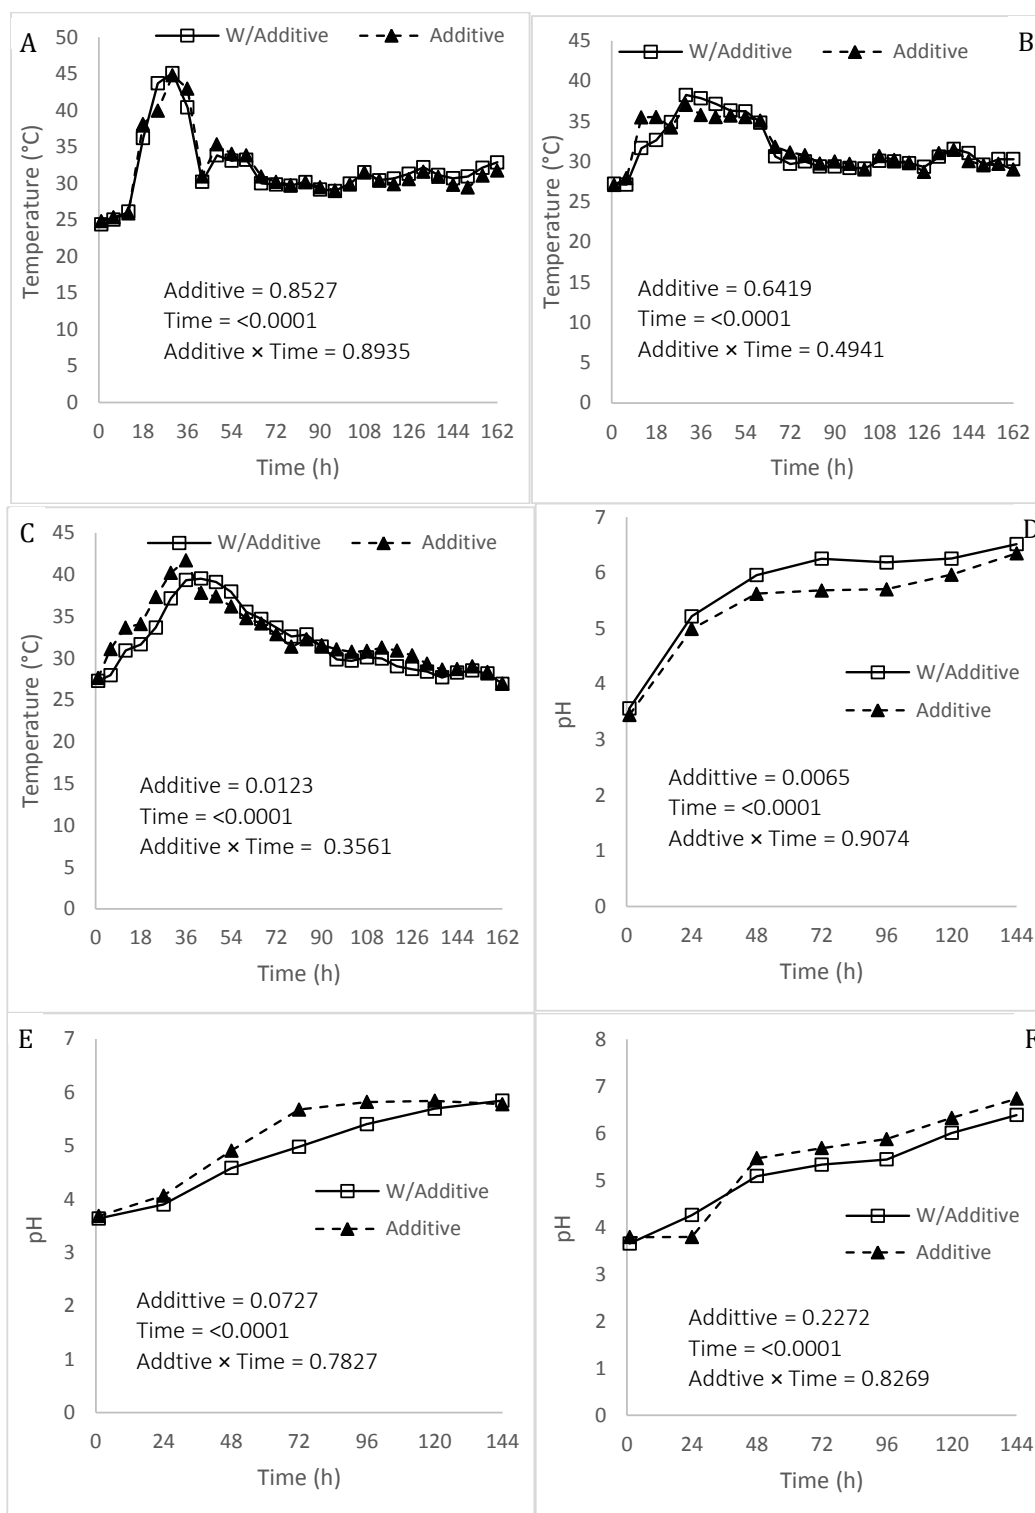 A
W/Additive
Additive
50
45
40
35
30
25
20
15
10
5
0
Temperature (°C)
Additive = 0.8527
Time = <0.0001
Additive × Time = 0.8935
0 18 36 54 72 90 108 126 144 162
Time (h)
B
W/Additive
Additive
45
40
35
30
25
20
15
10
5
0
Temperature (°C)
Additive = 0.6419
Time = <0.0001
Additive × Time = 0.4941
0 18 36 54 72 90 108 126 144 162
Time (h)
C
W/Additive
Additive
45
40
35
30
25
20
15
10
5
0
Temperature (°C)
Additive = 0.0123
Time = <0.0001
Additive × Time = 0.3561
0 18 36 54 72 90 108 126 144 162
Time (h)
D
7
6
5
4
3
2
1
0
pH
W/Additive
Additive
Addittive = 0.0065
Time = <0.0001
Addtive × Time = 0.9074
0 24 48 72 96 120 144
Time (h)
E
7
6
5
4
3
2
1
0
pH
W/Additive
Additive
Addittive = 0.0727
Time = <0.0001
Addtive × Time = 0.7827
0 24 48 72 96 120 144
Time (h)
F
8
7
6
5
4
3
2
1
0
pH
W/Additive
Additive
Addittive = 0.2272
Time = <0.0001
Addtive × Time = 0.8269
0 24 48 72 96 120 144
Time (h)